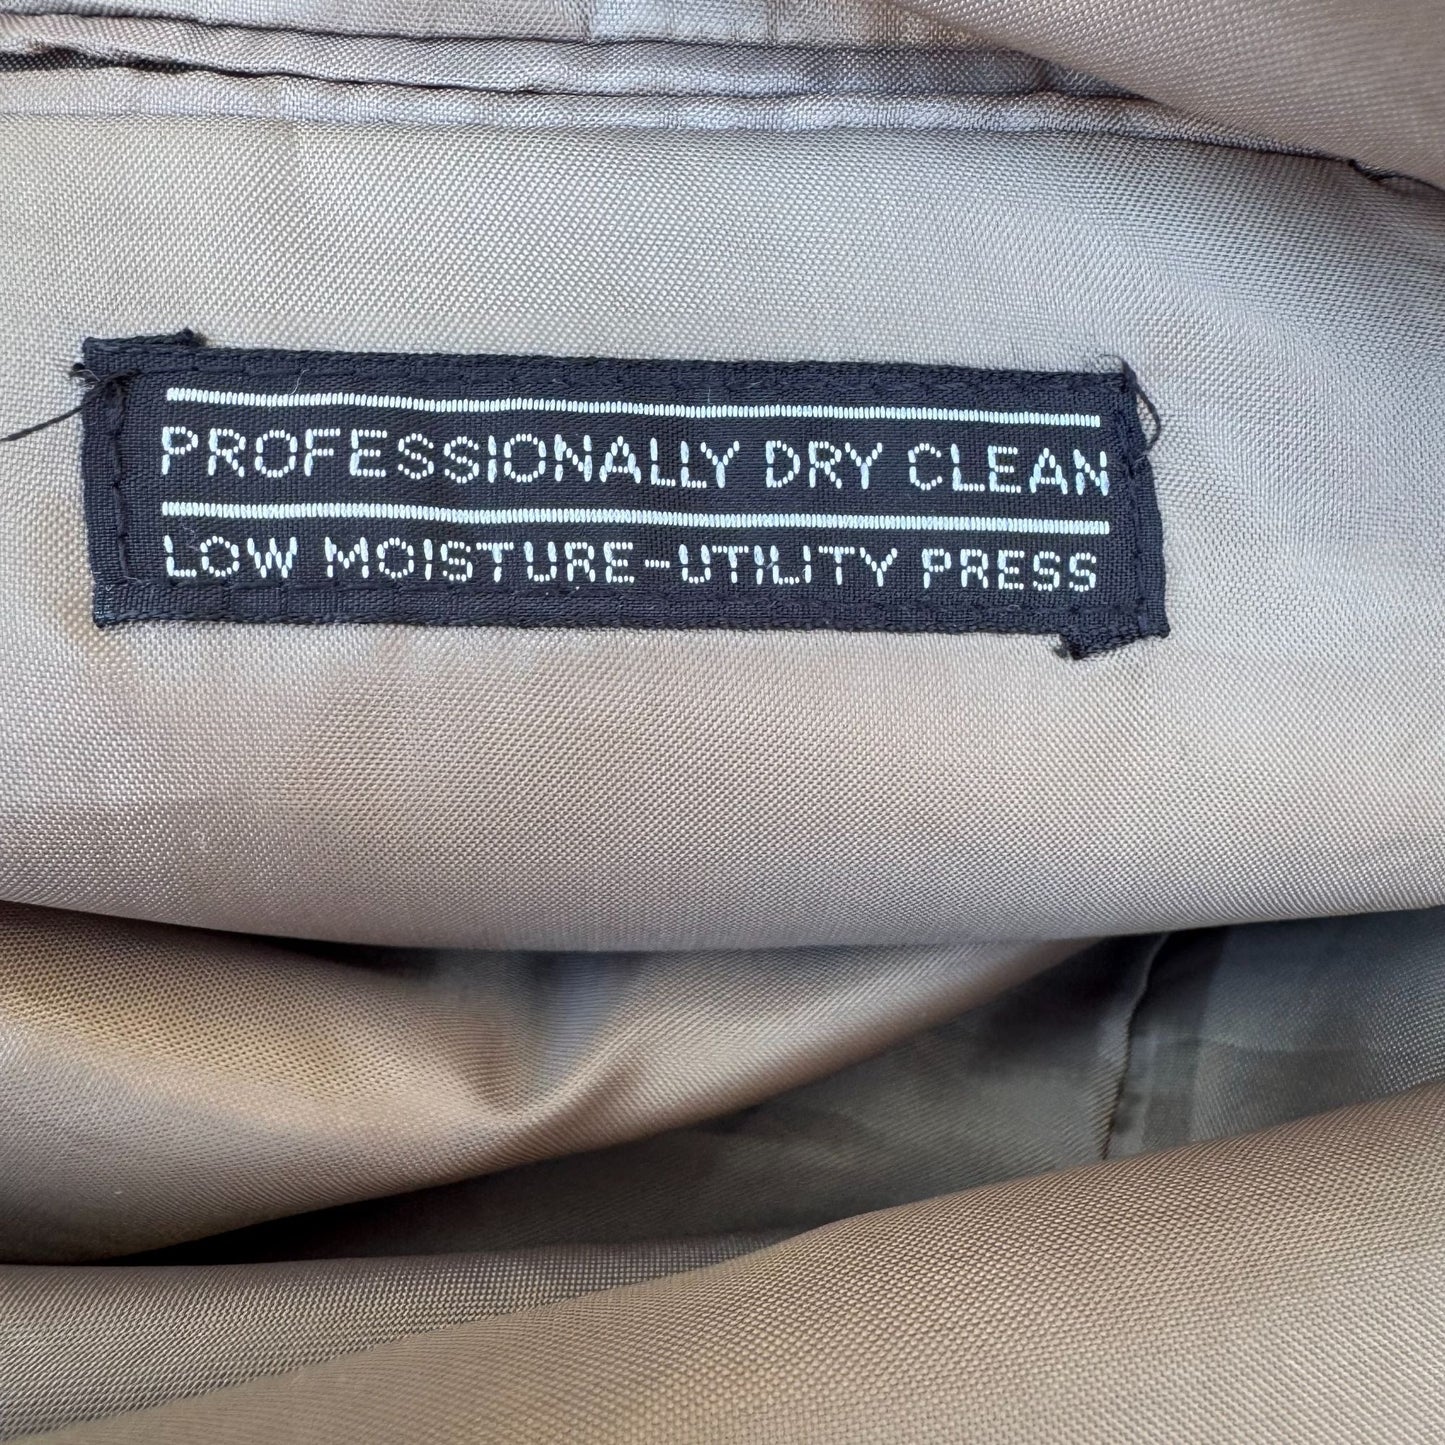 PROFESSIONALLY DRY CLEAN
LOW MOISTURE-UTILITY PRESS